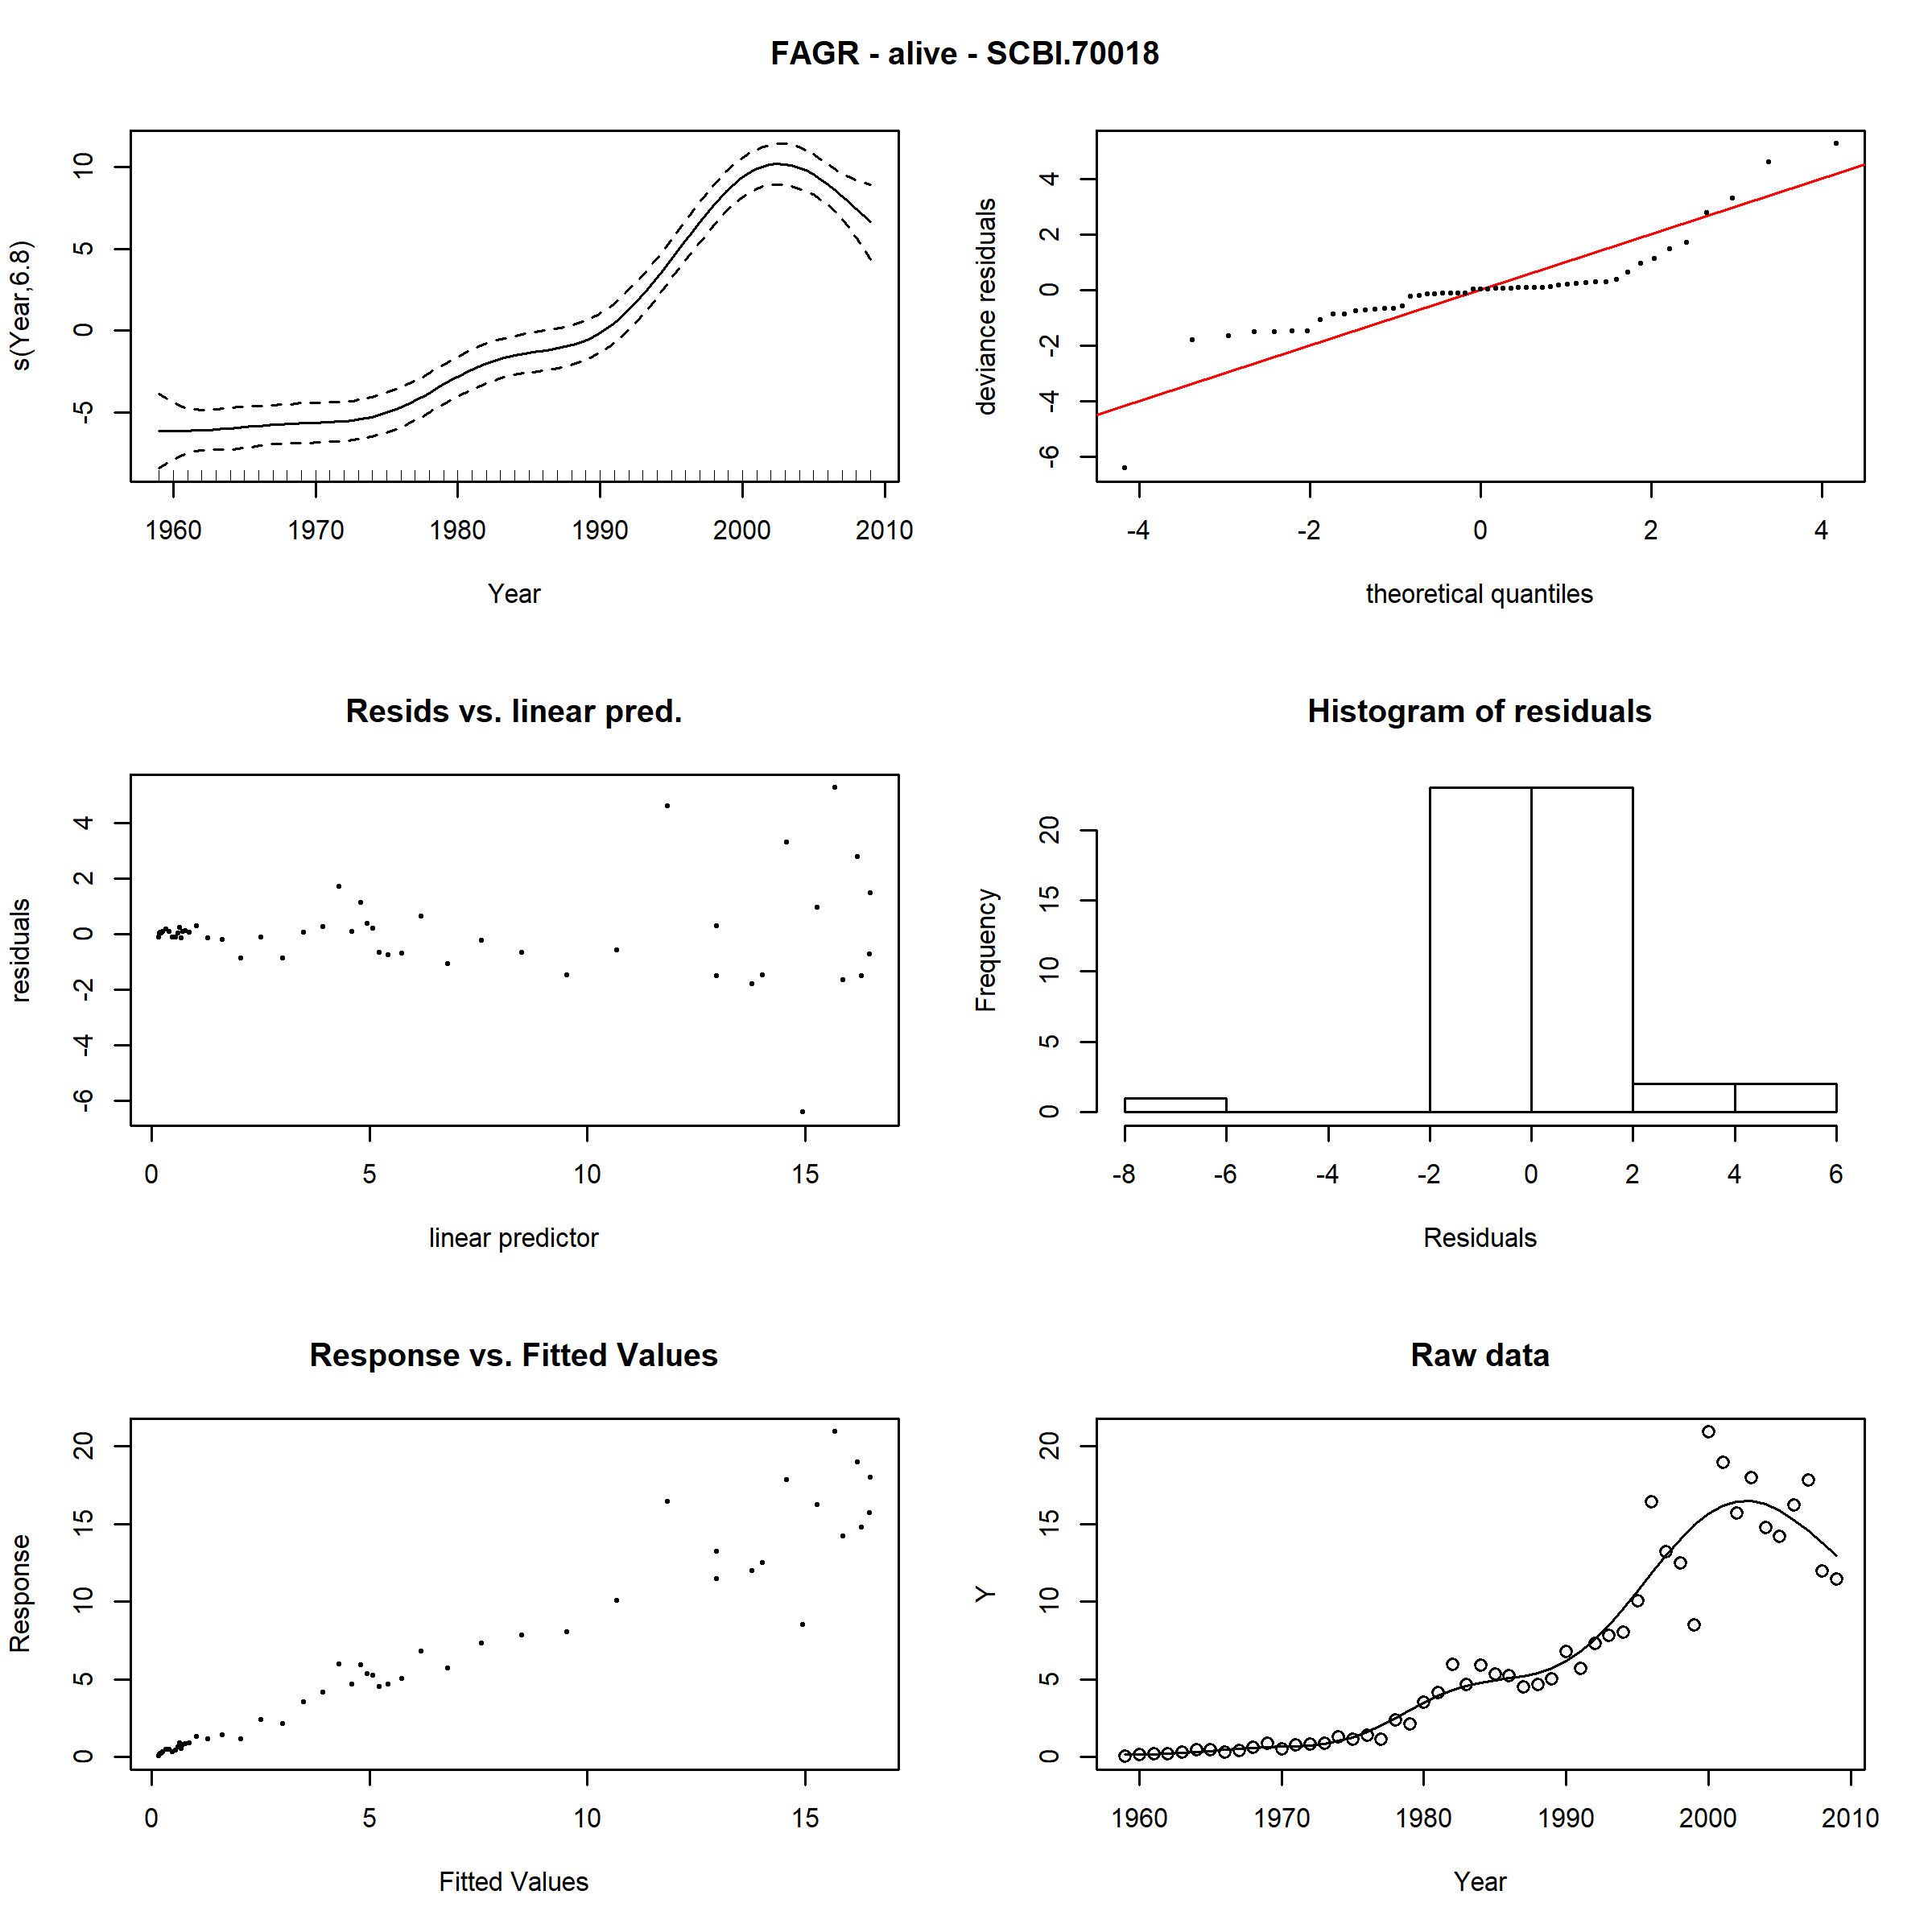 FAGR - alive - SCBI.70018
s(Year,6.8)
10
5
0
-5
1960 1970 1980 1990 2000 2010
Year
deviance residuals
4
2
0
-2
-4
-6
-4 -2 0 2 4
theoretical quantiles
Resids vs. linear pred.
residuals
4
2
0
-2
-4
-6
0 5 10 15
linear predictor
Histogram of residuals
Frequency
20
15
10
5
0
-8 -6 -4 -2 0 2 4 6
Residuals
Response vs. Fitted Values
Response
20
15
10
5
0
0 5 10 15
Fitted Values
Raw data
Y
20
15
10
5
0
1960 1970 1980 1990 2000 2010
Year